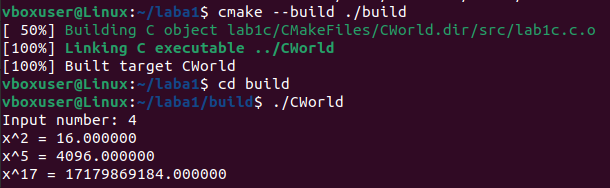 vboxuser@Linux:~/laba1$ cmake --build ./build
[ 50%] Building C object lab1c/CMakeFiles/CWorld.dir/src/lab1c.c.o
[100%] Linking C executable ../CWorld
[100%] Built target CWorld
vboxuser@Linux:~/laba1$ cd build
vboxuser@Linux:~/laba1/build$ ./CWorld
Input number: 4
x^2 = 16.000000
x^5 = 4096.000000
x^17 = 17179869184.000000